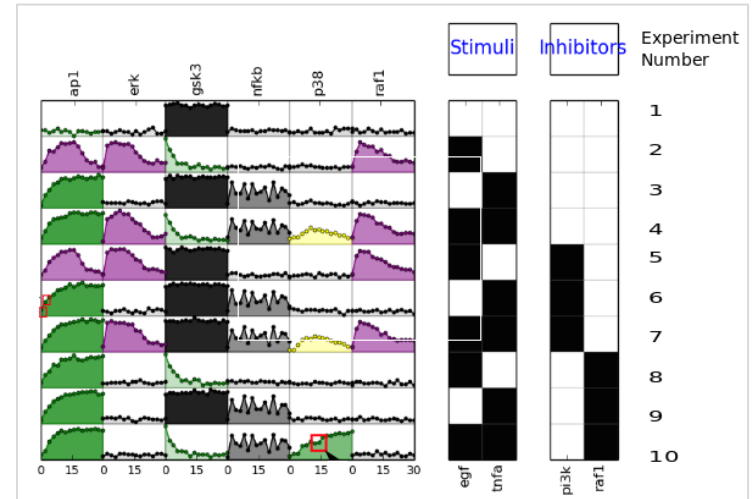 Stimuli
Inhibitors
Experiment
Number
ap1
erk
gsk3
nfkb
p38
raf1
1
2
3
4
5
6
7
8
9
10
0 15 0 15 0 15 0 15 0 15 0 15 30
egf
tnfa
pi3k
raf1